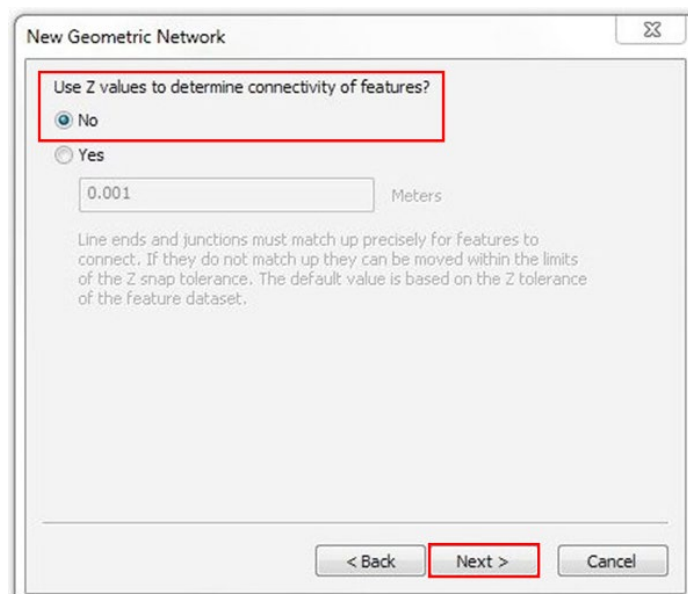 New Geometric Network
Use Z values to determine connectivity of features?
No
Yes
0.001 Meters
Line ends and junctions must match up precisely for features to
connect. If they do not match up they can be moved within the limits
of the Z snap tolerance. The default value is based on the Z tolerance
of the feature dataset.
< Back Next > Cancel